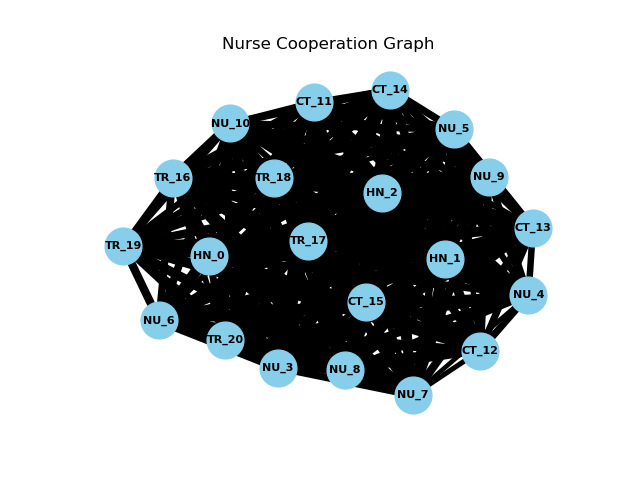 Nurse Cooperation Graph
CT_14
CT_11
NU_10
NU_5
TR_16
TR_18
NU_9
HN_2
CT_13
TR_17
TR_19
HN_0
HN_1
NU_4
CT_15
NU_6
TR_20
CT_12
NU_3
NU_8
NU_7